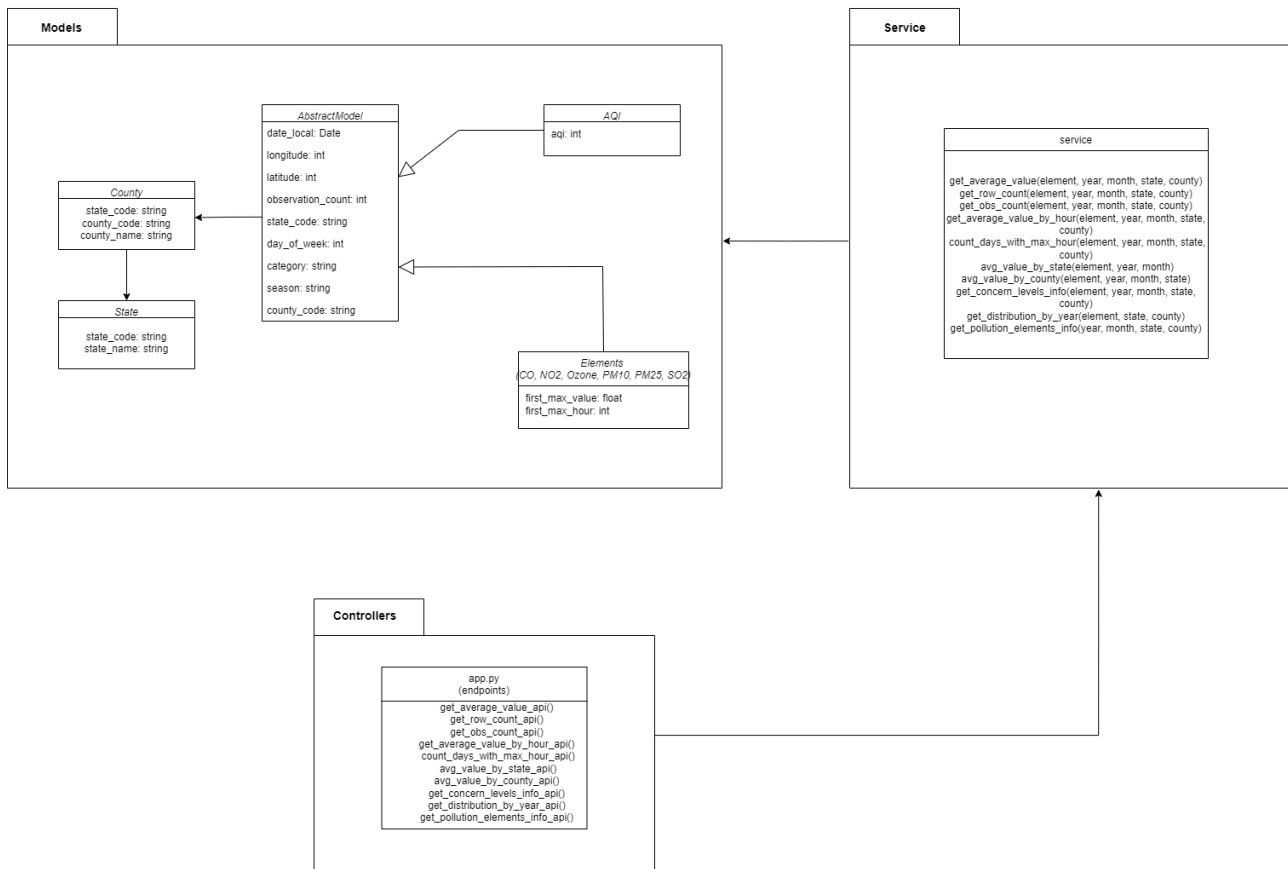 Models
AbstractModel
date_local: Date
longitude: int
latitude: int
observation_count: int
state_code: string
day_of_week: int
category: string
season: string
county_code: string
AQI
aqi: int
County
state_code: string
county_code: string
county_name: string
State
state_code: string
state_name: string
Elements
(CO, NO2, Ozone, PM10, PM25, SO2)
first_max_value: float
first_max_hour: int
Service
service
get_average_value(element, year, month, state, county)
get_row_count(element, year, month, state, county)
get_obs_count(element, year, month, state, county)
get_average_value_by_hour(element, year, month, state,
county)
count_days_with_max_hour(element, year, month, state,
county)
avg_value_by_state(element, year, month)
avg_value_by_county(element, year, month, state)
get_concern_levels_info(element, year, month, state,
county)
get_distribution_by_year(element, state, county)
get_pollution_elements_info(year, month, state, county)
Controllers
app.py
(endpoints)
get_average_value_api()
get_row_count_api()
get_obs_count_api()
get_average_value_by_hour_api()
count_days_with_max_hour_api()
avg_value_by_state_api()
avg_value_by_county_api()
get_concern_levels_info_api()
get_distribution_by_year_api()
get_pollution_elements_info_api()